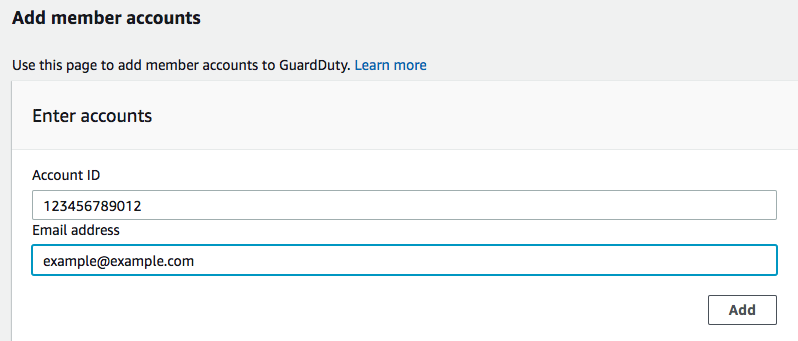 Add member accounts
Use this page to add member accounts to GuardDuty. Learn more
Enter accounts
Account ID
123456789012
Email address
example@example.com
Add